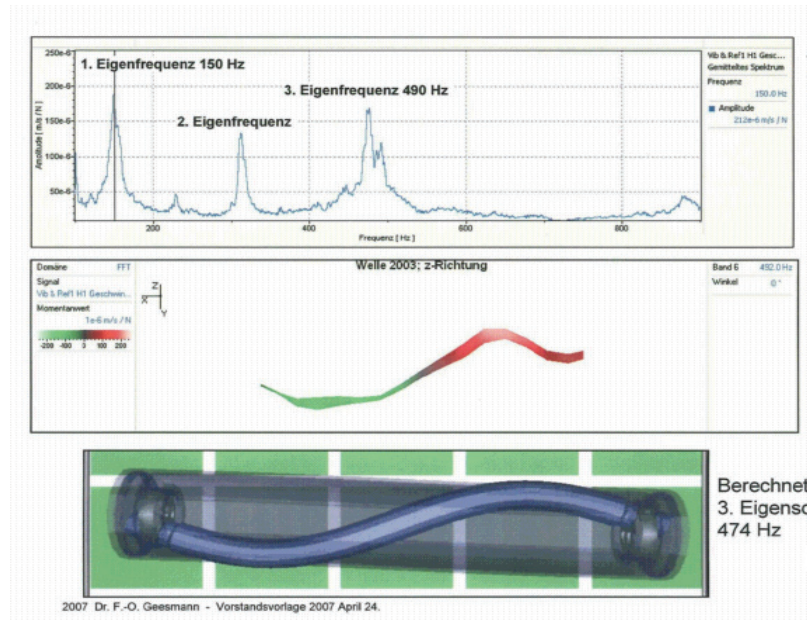 250e-6
200e-6
150e-6
100e-6
50e-6
Amplitude [ m/s / N ]
1. Eigenfrequenz 150 Hz
2. Eigenfrequenz
3. Eigenfrequenz 490 Hz
200
400
600
800
Frequenz [ Hz ]
Vib & Ref1 H1 Gesc...
Gemitteltes Spektrum
Frequenz
150.0 Hz
Amplitude
212e-6 m/s / N
Domäne FFT
Signal
Vib & Ref1 H1 Geschwin...
Momentanwert
1e-6 m/s / N
-200 -100 0 100 200
Welle 2003; z-Richtung
Z
X
Y
Band 6 492.0 Hz
Winkel 0 °
Berechnet
3. Eigensc
474 Hz
2007 Dr. F.-O. Geesmann - Vorstandsvorlage 2007 April 24.